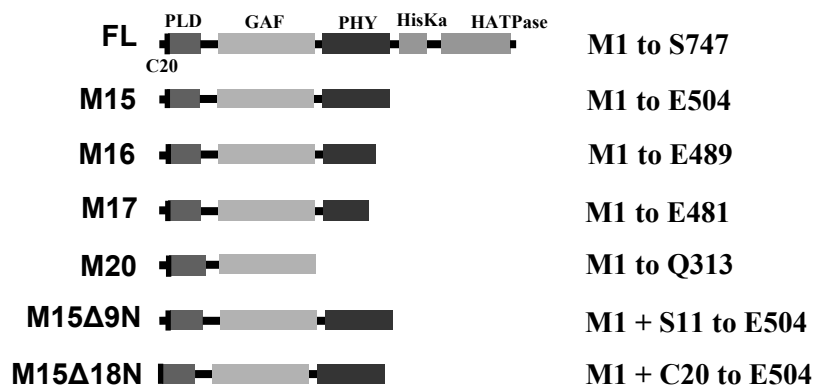 PLD GAF PHY HisKa HATPase
FL M1 to S747
C20
M15 M1 to E504
M16 M1 to E489
M17 M1 to E481
M20 M1 to Q313
M15Δ9N M1 + S11 to E504
M15Δ18N M1 + C20 to E504